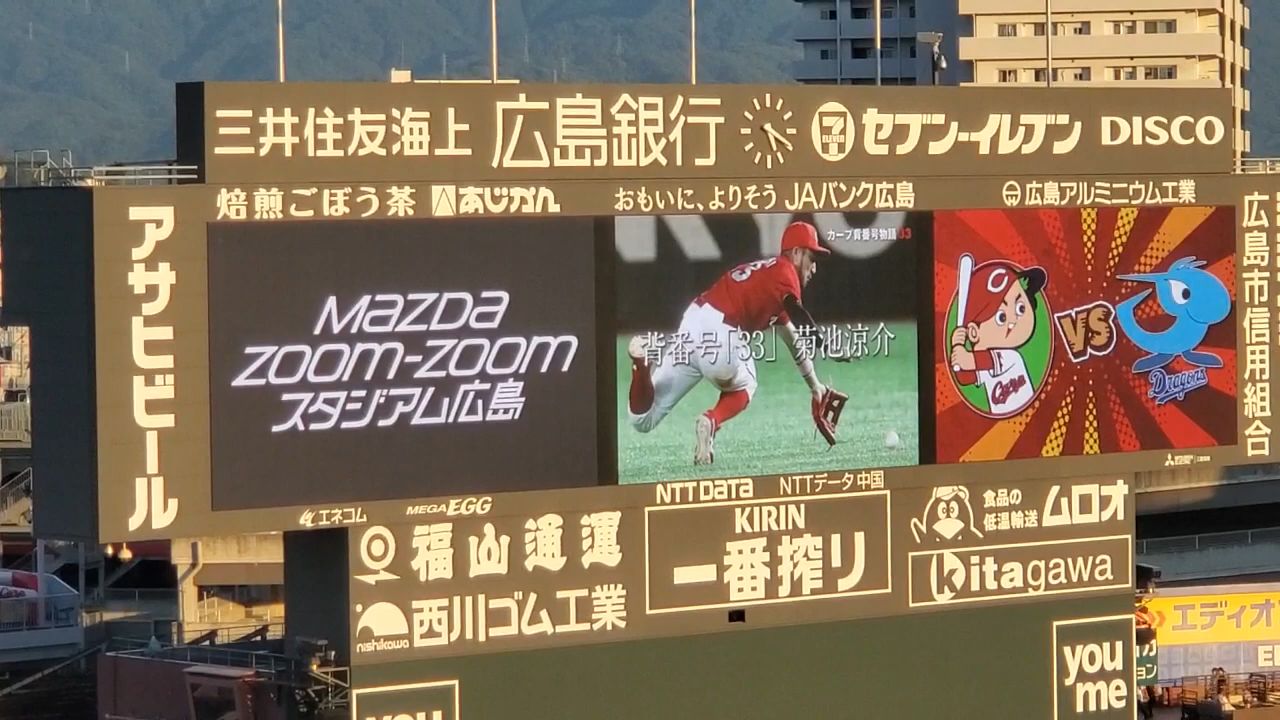 三井住友海上 広島銀行 7 ELEVEN セブン-イレブン DISCO
焙煎ごぼう茶 あじかん おもいに、よりそう JAバンク広島 広島アルミニウム工業
アサヒビール
MAZDA
ZOOM-ZOOM
スタジアム広島
カープ背番号物語 33
33
背番号「33」 菊池涼介
C
Carp
VS
Dragons
広島市信用組合
エネコム MEGA EGG NTT DATA NTTデータ中国
福山通運
nishikawa 西川ゴム工業
KIRIN
一番搾り
食品の
低温輸送 ムロオ
kitagawa
エディオ
you
me
you